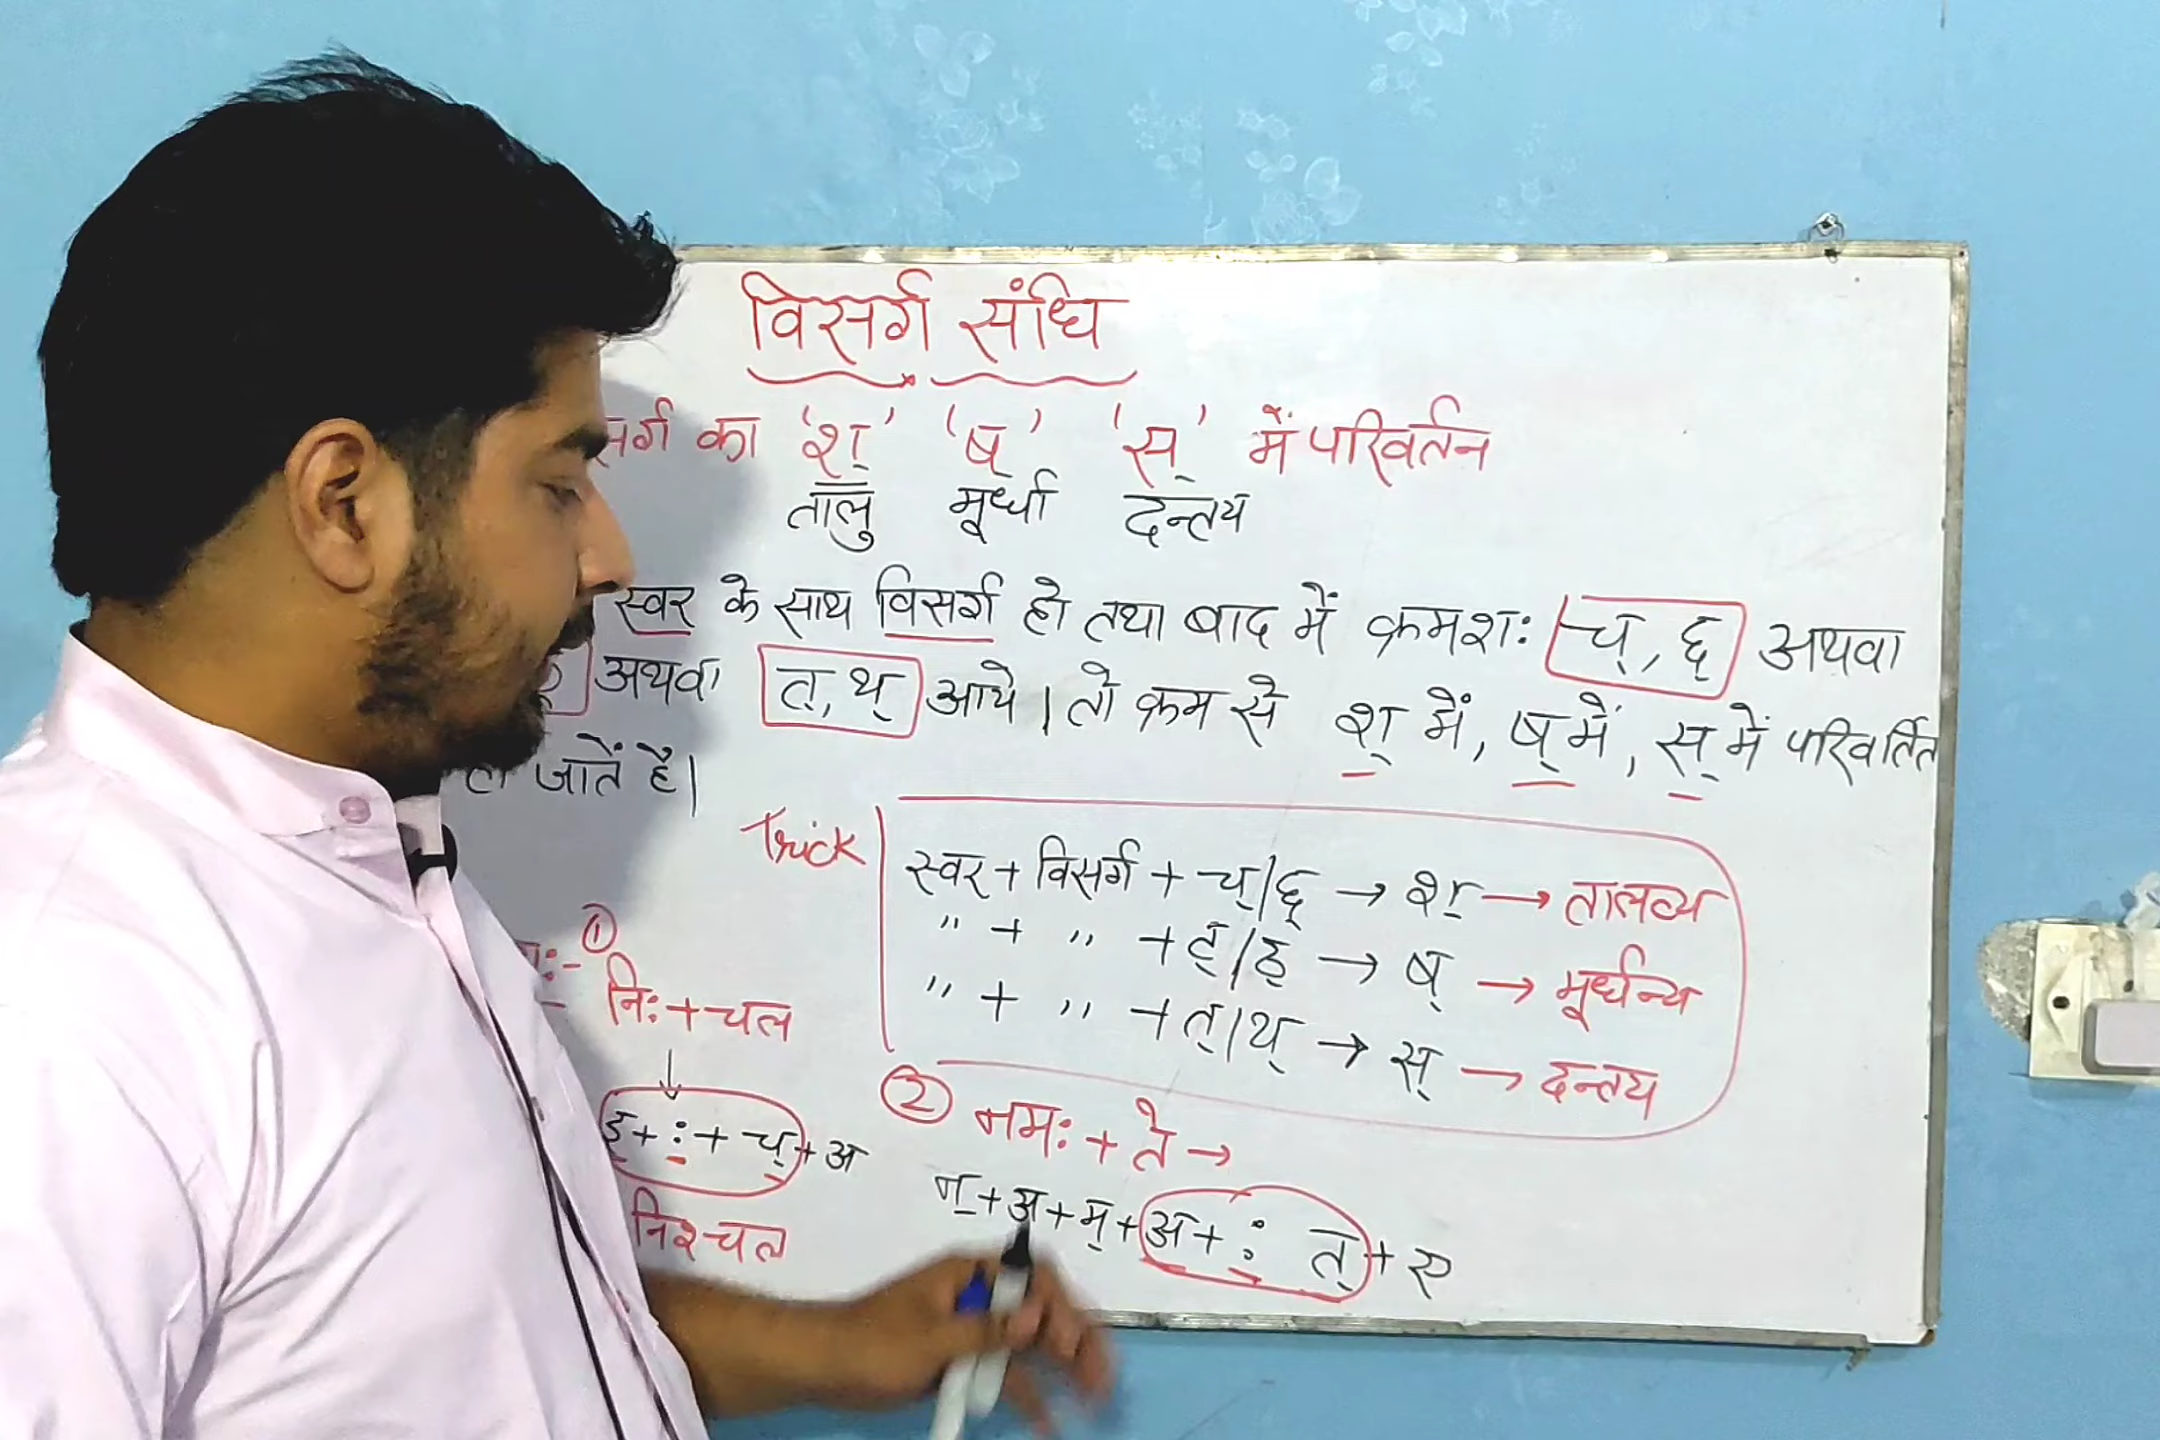 विसर्ग संधि
का 'श्' 'ष्' 'स्' में परिवर्तन
तालु मूर्धा दन्तय
स्वर के साथ विसर्ग हो तथा बाद में क्रमश: च्, छ् अथवा
अथवा त्, थ् आये। तो क्रम से श् में, ष् में, स् में परिवर्तित
जातें है।
Trick
स्वर + विसर्ग + च्/छ् → श् → तालव्य
" + " + ट्/ठ् → ष् → मूर्धन्य
" + " + त्/थ् → स् → दन्तय
① नि: + चल
↓
इ + : + च् + अ
निश्चल
② नम: + ते →
न् + अ + म् + अ + : त् + ए